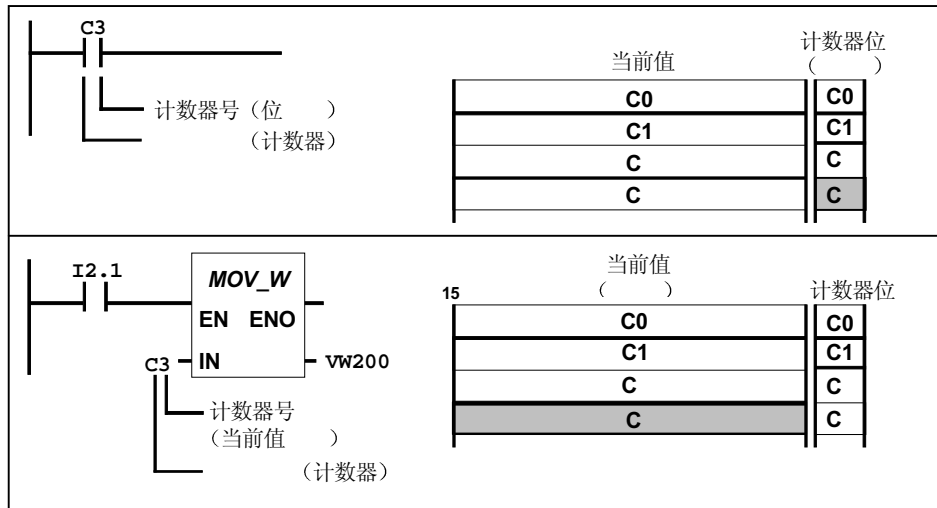 C3
计数器号（位　　）
（计数器）
当前值
计数器位
（　　）
C0 C0
C1 C1
C C
C C
I2.1
MOV_W
EN ENO
C3 IN VW200
计数器号
（当前值　　）
（计数器）
当前值
15 （　　） 计数器位
C0 C0
C1 C1
C C
C C